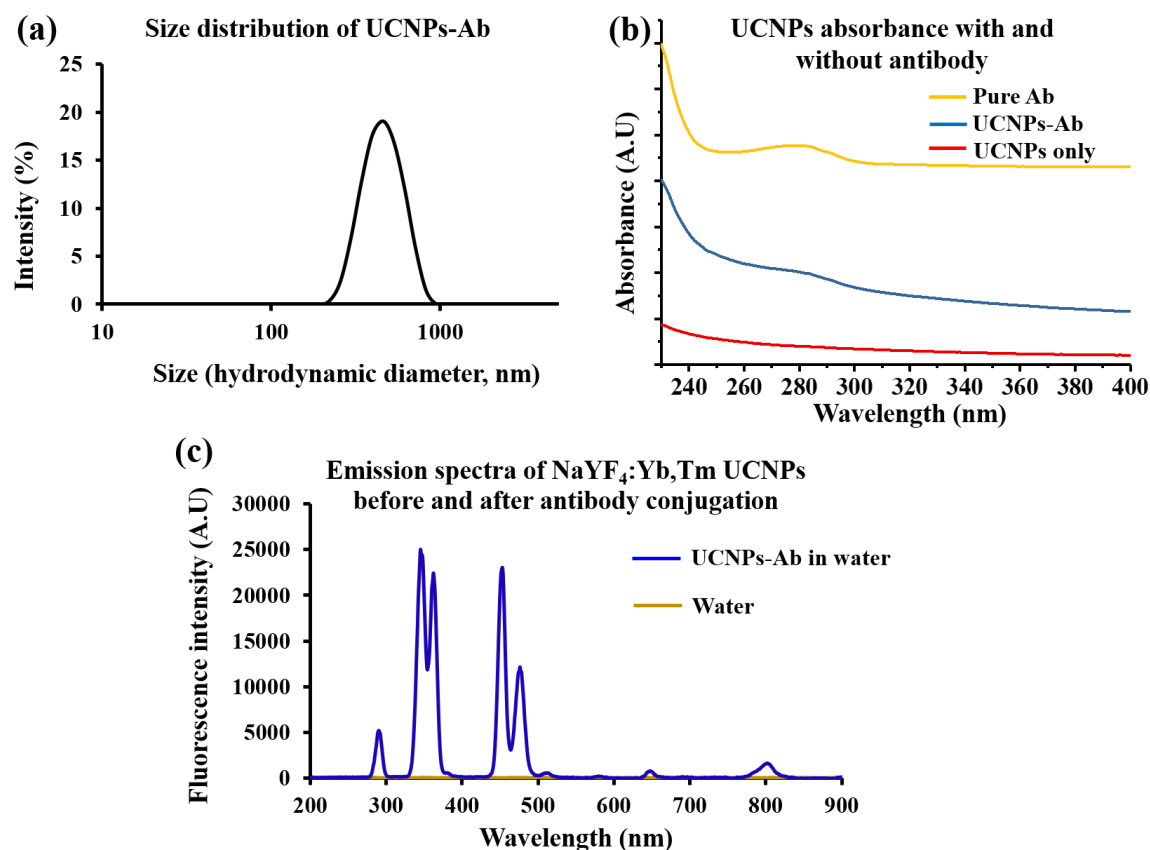 (a)
Size distribution of UCNPs-Ab
Intensity (%)
25
20
15
10
5
0
10
100
1000
Size (hydrodynamic diameter, nm)
(b)
UCNPs absorbance with and
without antibody
Pure Ab
UCNPs-Ab
UCNPs only
Absorbance (A.U)
240 260 280 300 320 340 360 380 400
Wavelength (nm)
(c)
Emission spectra of NaYF₄:Yb,Tm UCNPs
before and after antibody conjugation
Fluorescence intensity (A.U)
30000
25000
20000
15000
10000
5000
0
UCNPs-Ab in water
Water
200 300 400 500 600 700 800 900
Wavelength (nm)